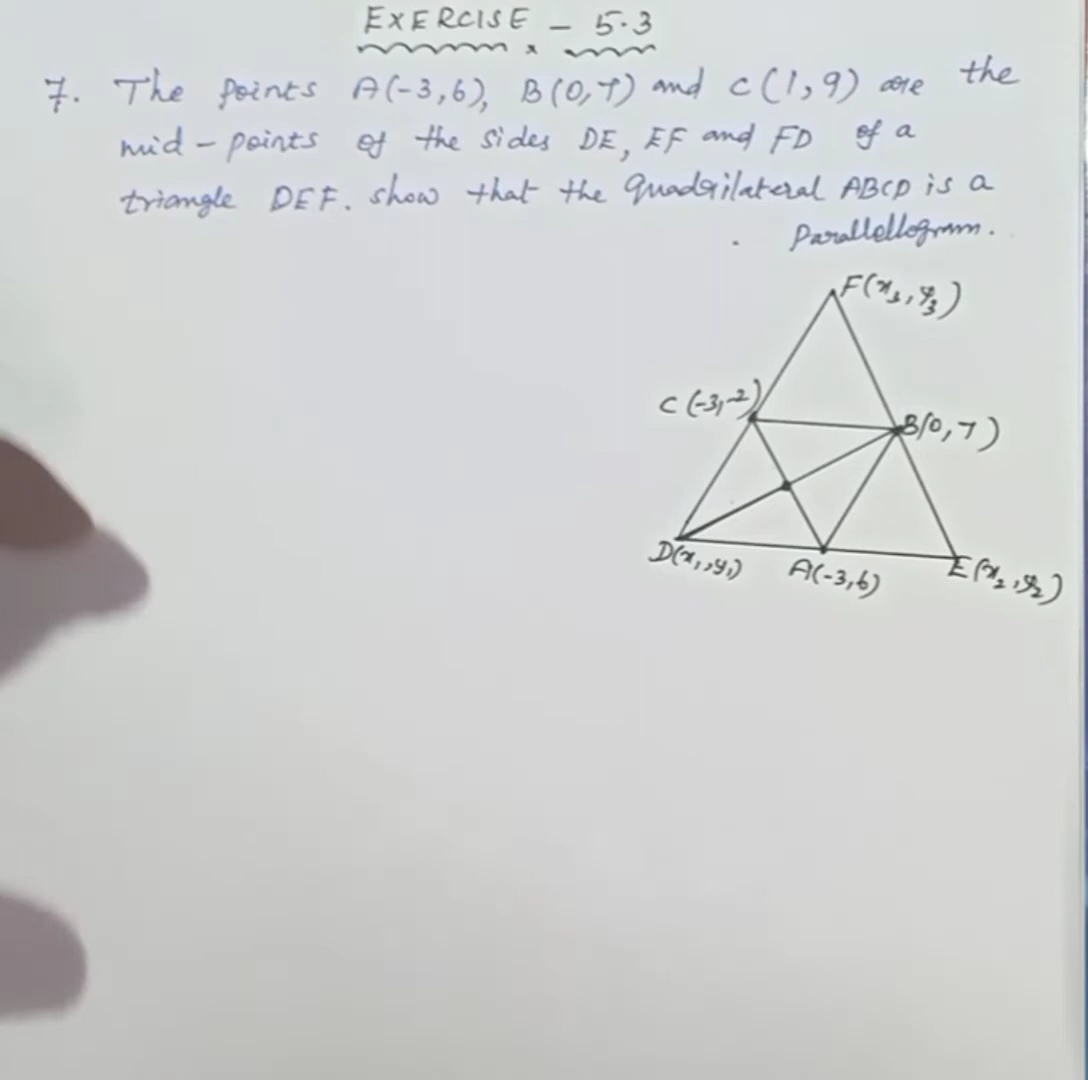 EXERCISE - 5.3
7. The points A(-3,6), B(0,7) and C(1,9) are the
mid-points of the sides DE, EF and FD of a
triangle DEF. show that the quadrilateral ABCD is a
parallellogram.
F(x₃,y₃)
C(-3,-2)
B(0,7)
D(x₁,y₁)
A(-3,6)
E(x₂,y₂)